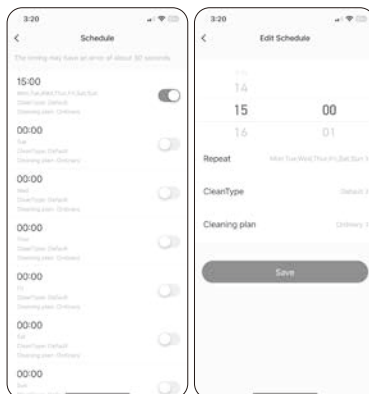 3:20
Schedule
The timing may have an error of about 30 seconds
15:00
Mon,Tue,Wed,Thur,Fri,Sat,Sun
CleanType: Default
Cleaning plan: Ordinary
00:00
Tue
CleanType: Default
Cleaning plan: Ordinary
00:00
Wed
CleanType: Default
Cleaning plan: Ordinary
00:00
Thur
CleanType: Default
Cleaning plan: Ordinary
00:00
Fri
CleanType: Default
Cleaning plan: Ordinary
00:00
Sat
CleanType: Default
Cleaning plan: Ordinary
00:00
Sun
3:20
Edit Schedule
14
15 00
16 01
Repeat Mon,Tue,Wed,Thur,Fri,Sat,Sun >
CleanType Default >
Cleaning plan Ordinary >
Save